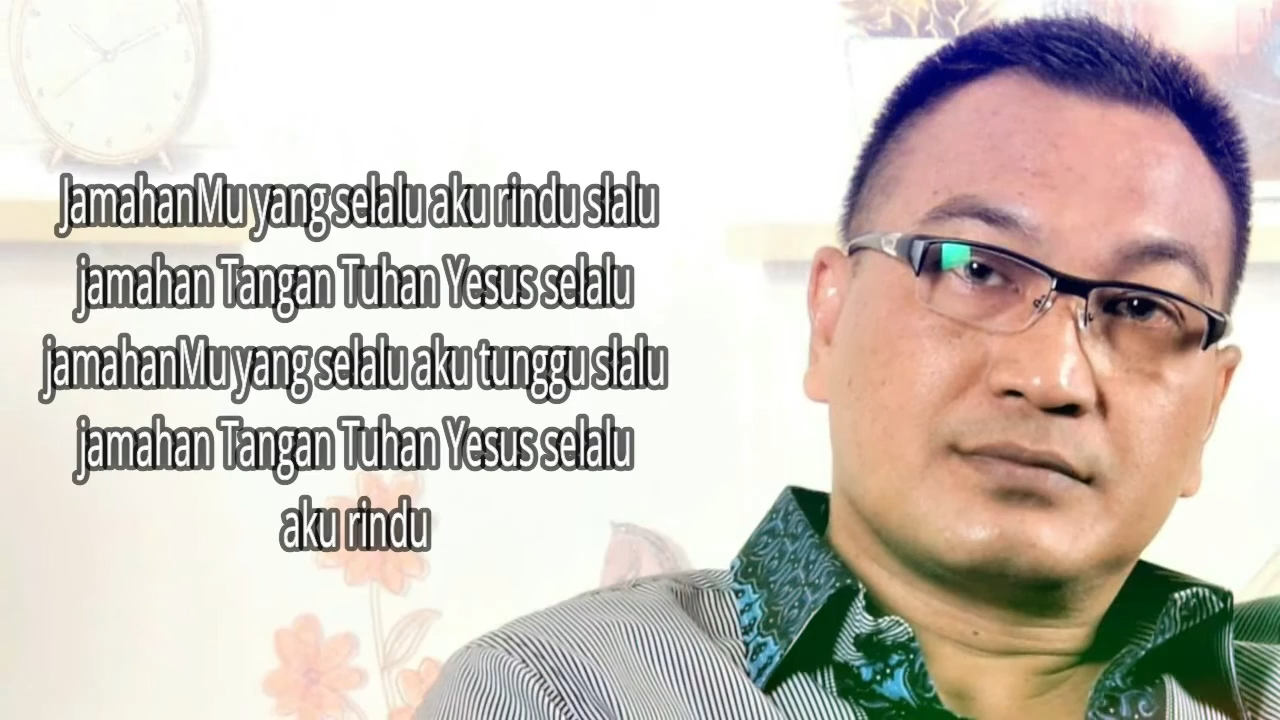 JamahanMu yang selalu aku rindu slalu
jamahan Tangan Tuhan Yesus selalu
jamahanMu yang selalu aku tunggu slalu
jamahan Tangan Tuhan Yesus selalu
aku rindu